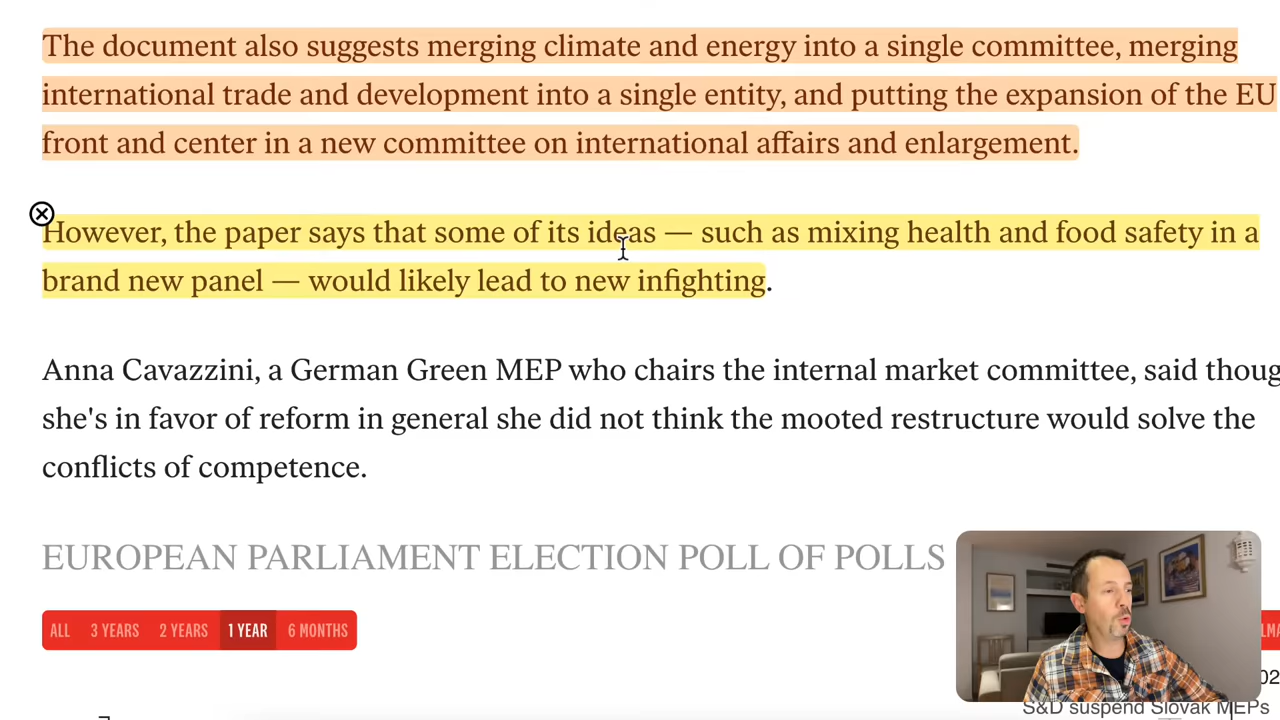 The document also suggests merging climate and energy into a single committee, merging
international trade and development into a single entity, and putting the expansion of the EU
front and center in a new committee on international affairs and enlargement.
However, the paper says that some of its ideas — such as mixing health and food safety in a
brand new panel — would likely lead to new infighting.
Anna Cavazzini, a German Green MEP who chairs the internal market committee, said thoug
she's in favor of reform in general she did not think the mooted restructure would solve the
conflicts of competence.
EUROPEAN PARLIAMENT ELECTION POLL OF POLLS
ALL 3 YEARS 2 YEARS 1 YEAR 6 MONTHS
S&D suspend Slovak MEPs